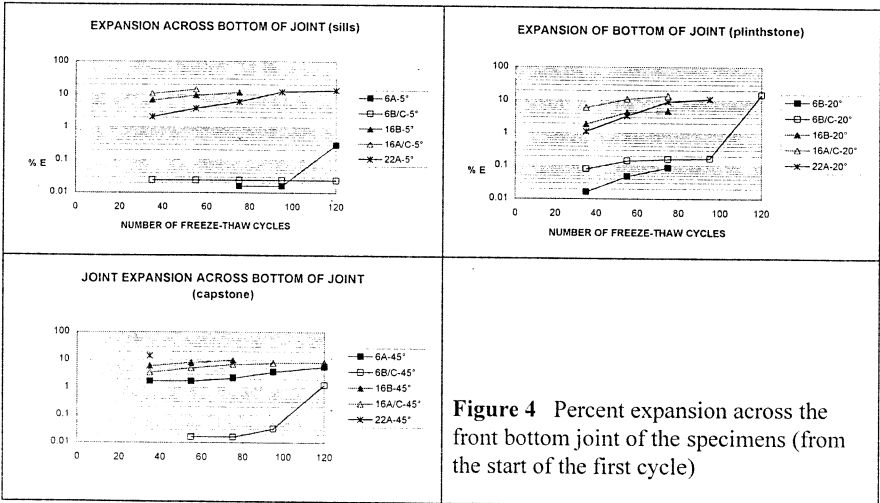 EXPANSION ACROSS BOTTOM OF JOINT (sills)
100
10
1
0.1
0.01
% E
0 20 40 60 80 100 120
NUMBER OF FREEZE-THAW CYCLES
6A-5°
6B/C-5°
16B-5°
16A/C-5°
22A-5°
EXPANSION OF BOTTOM OF JOINT (plinthstone)
100
10
1
0.1
0.01
% E
0 20 40 60 80 100 120
NUMBER OF FREEZE-THAW CYCLES
6B-20°
6B/C-20°
16B-20°
16A/C-20°
22A-20°
JOINT EXPANSION ACROSS BOTTOM OF JOINT
(capstone)
100
10
1
0.1
0.01
0 20 40 60 80 100 120
6A-45°
6B/C-45°
16B-45°
16A/C-45°
22A-45°
Figure 4 Percent expansion across the
front bottom joint of the specimens (from
the start of the first cycle)